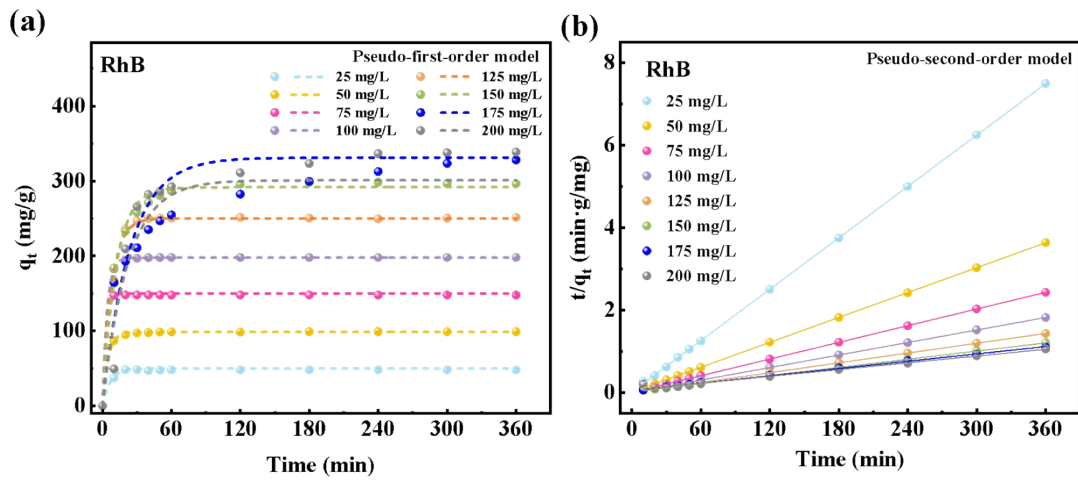 (a)
RhB
Pseudo-first-order model
25 mg/L
50 mg/L
75 mg/L
100 mg/L
125 mg/L
150 mg/L
175 mg/L
200 mg/L
400
300
200
100
0
qt (mg/g)
0 60 120 180 240 300 360
Time (min)
(b)
RhB
Pseudo-second-order model
25 mg/L
50 mg/L
75 mg/L
100 mg/L
125 mg/L
150 mg/L
175 mg/L
200 mg/L
8
6
4
2
0
t/qt (min·g/mg)
0 60 120 180 240 300 360
Time (min)